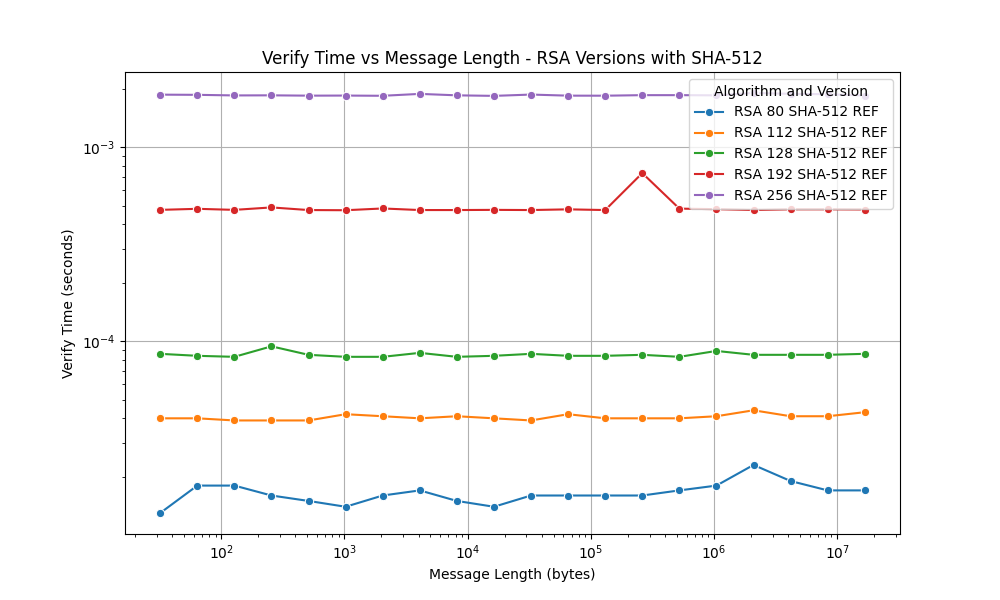 Verify Time vs Message Length - RSA Versions with SHA-512
Algorithm and Version
RSA 80 SHA-512 REF
RSA 112 SHA-512 REF
RSA 128 SHA-512 REF
RSA 192 SHA-512 REF
RSA 256 SHA-512 REF
Verify Time (seconds)
10⁻³
10⁻⁴
10² 10³ 10⁴ 10⁵ 10⁶ 10⁷
Message Length (bytes)